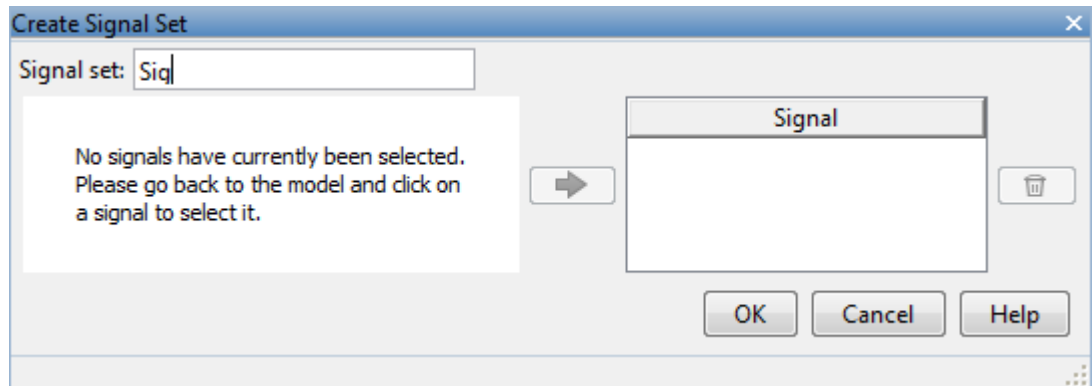 Create Signal Set
Signal set: Sig
No signals have currently been selected.
Please go back to the model and click on
a signal to select it.
Signal
OK Cancel Help